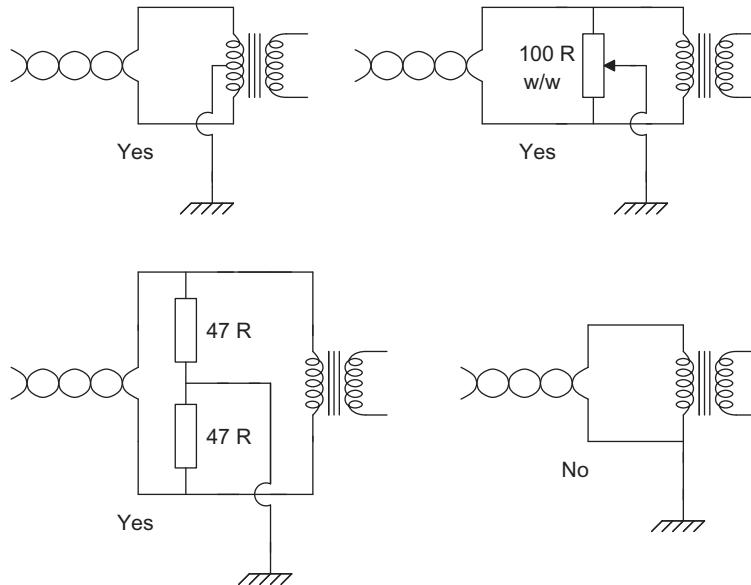 100 R
w/w
Yes
Yes
47 R
47 R
Yes
No